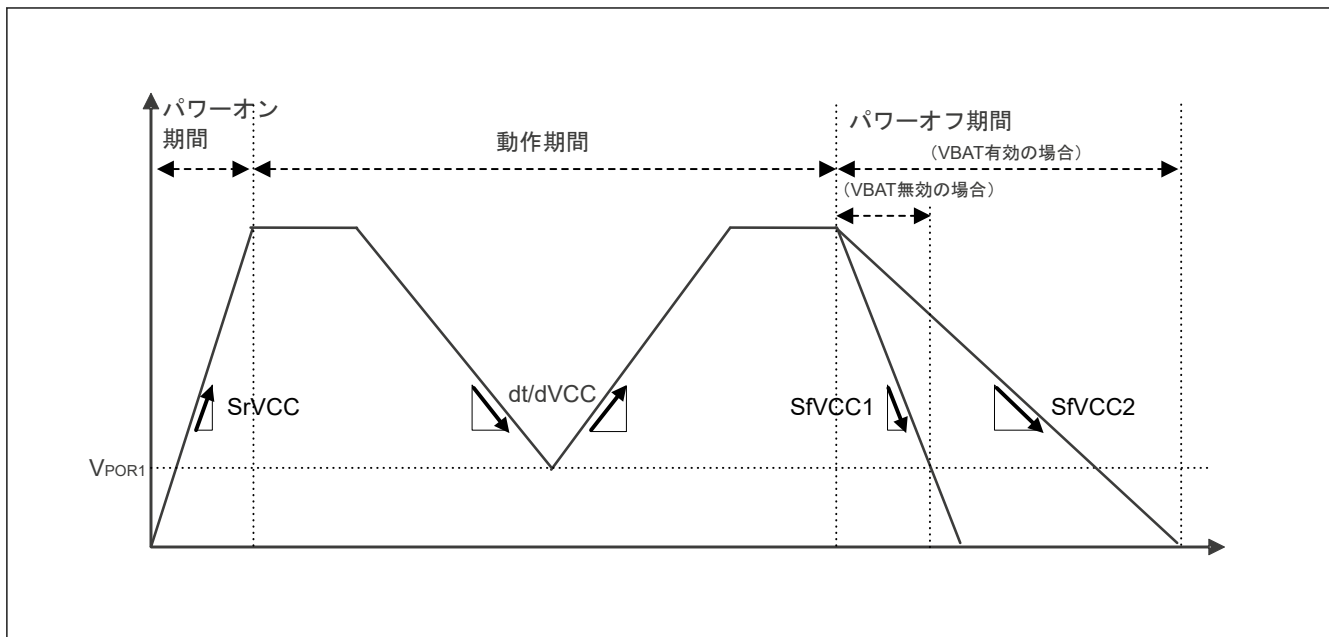 パワーオン
期間
動作期間
パワーオフ期間
（VBAT有効の場合）
（VBAT無効の場合）
SrVCC
dt/dVCC
SfVCC1
SfVCC2
VPOR1